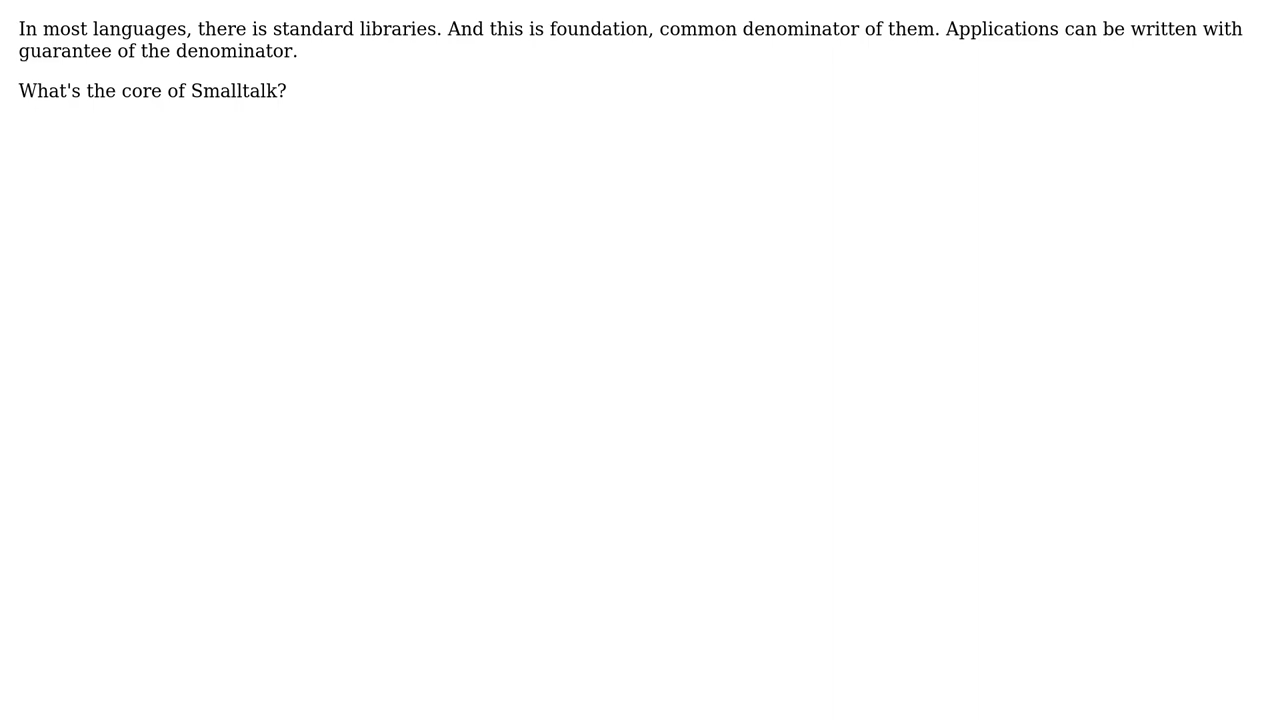 In most languages, there is standard libraries. And this is foundation, common denominator of them. Applications can be written with
guarantee of the denominator.
What's the core of Smalltalk?